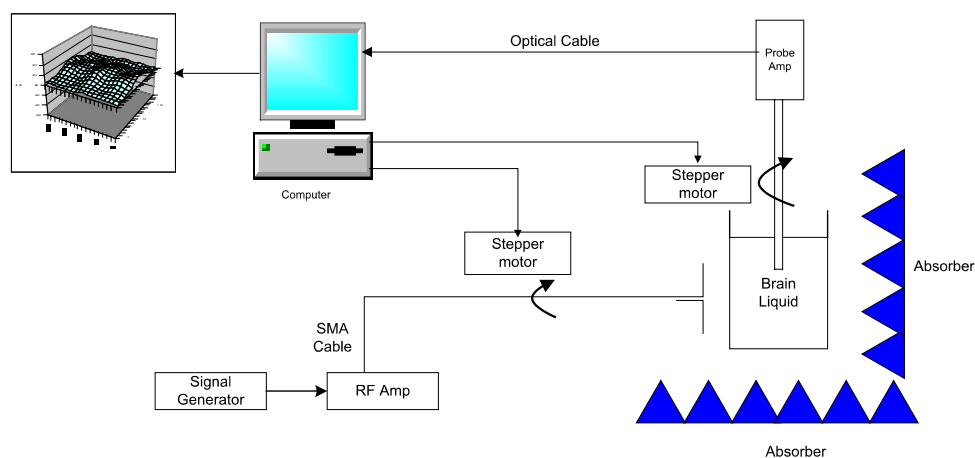 Optical Cable
Probe
Amp
Stepper
motor
Computer
Stepper
motor
Absorber
Brain
Liquid
SMA
Cable
Signal
Generator
RF Amp
Absorber